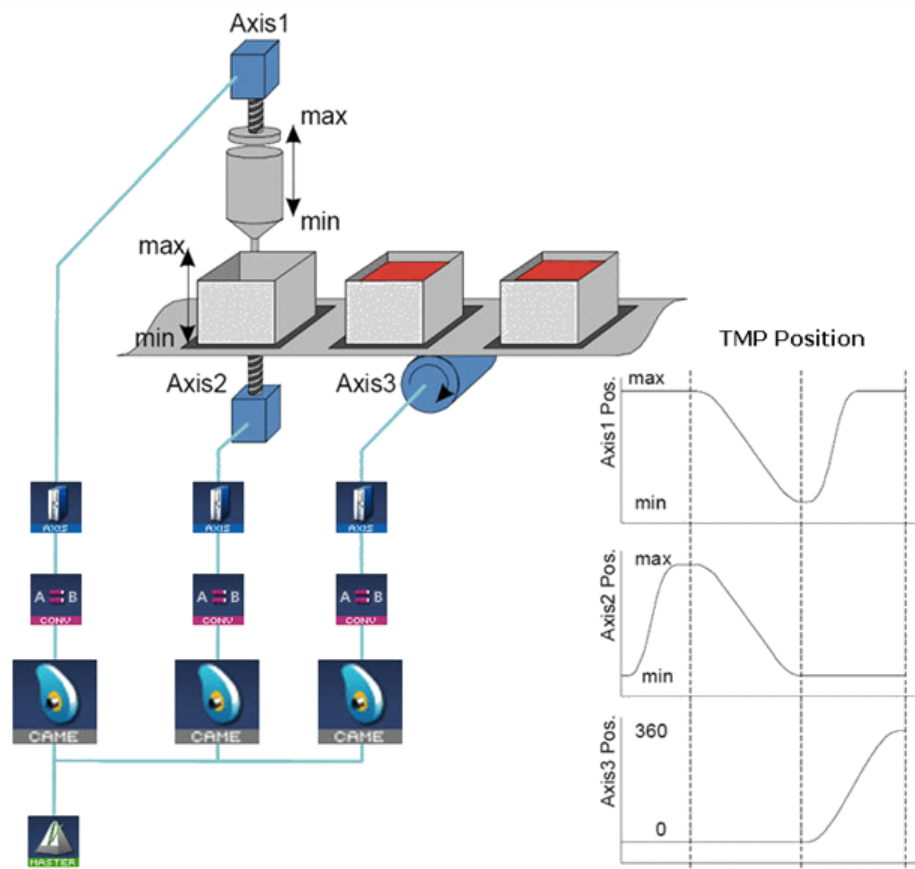 Axis1
max
min
max
min
Axis2
Axis3
AXIS
AXIS
AXIS
A B
CONV
A B
CONV
A B
CONV
CAME
CAME
CAME
MASTER
TMP Position
max
Axis1 Pos.
min
max
Axis2 Pos.
min
360
Axis3 Pos.
0